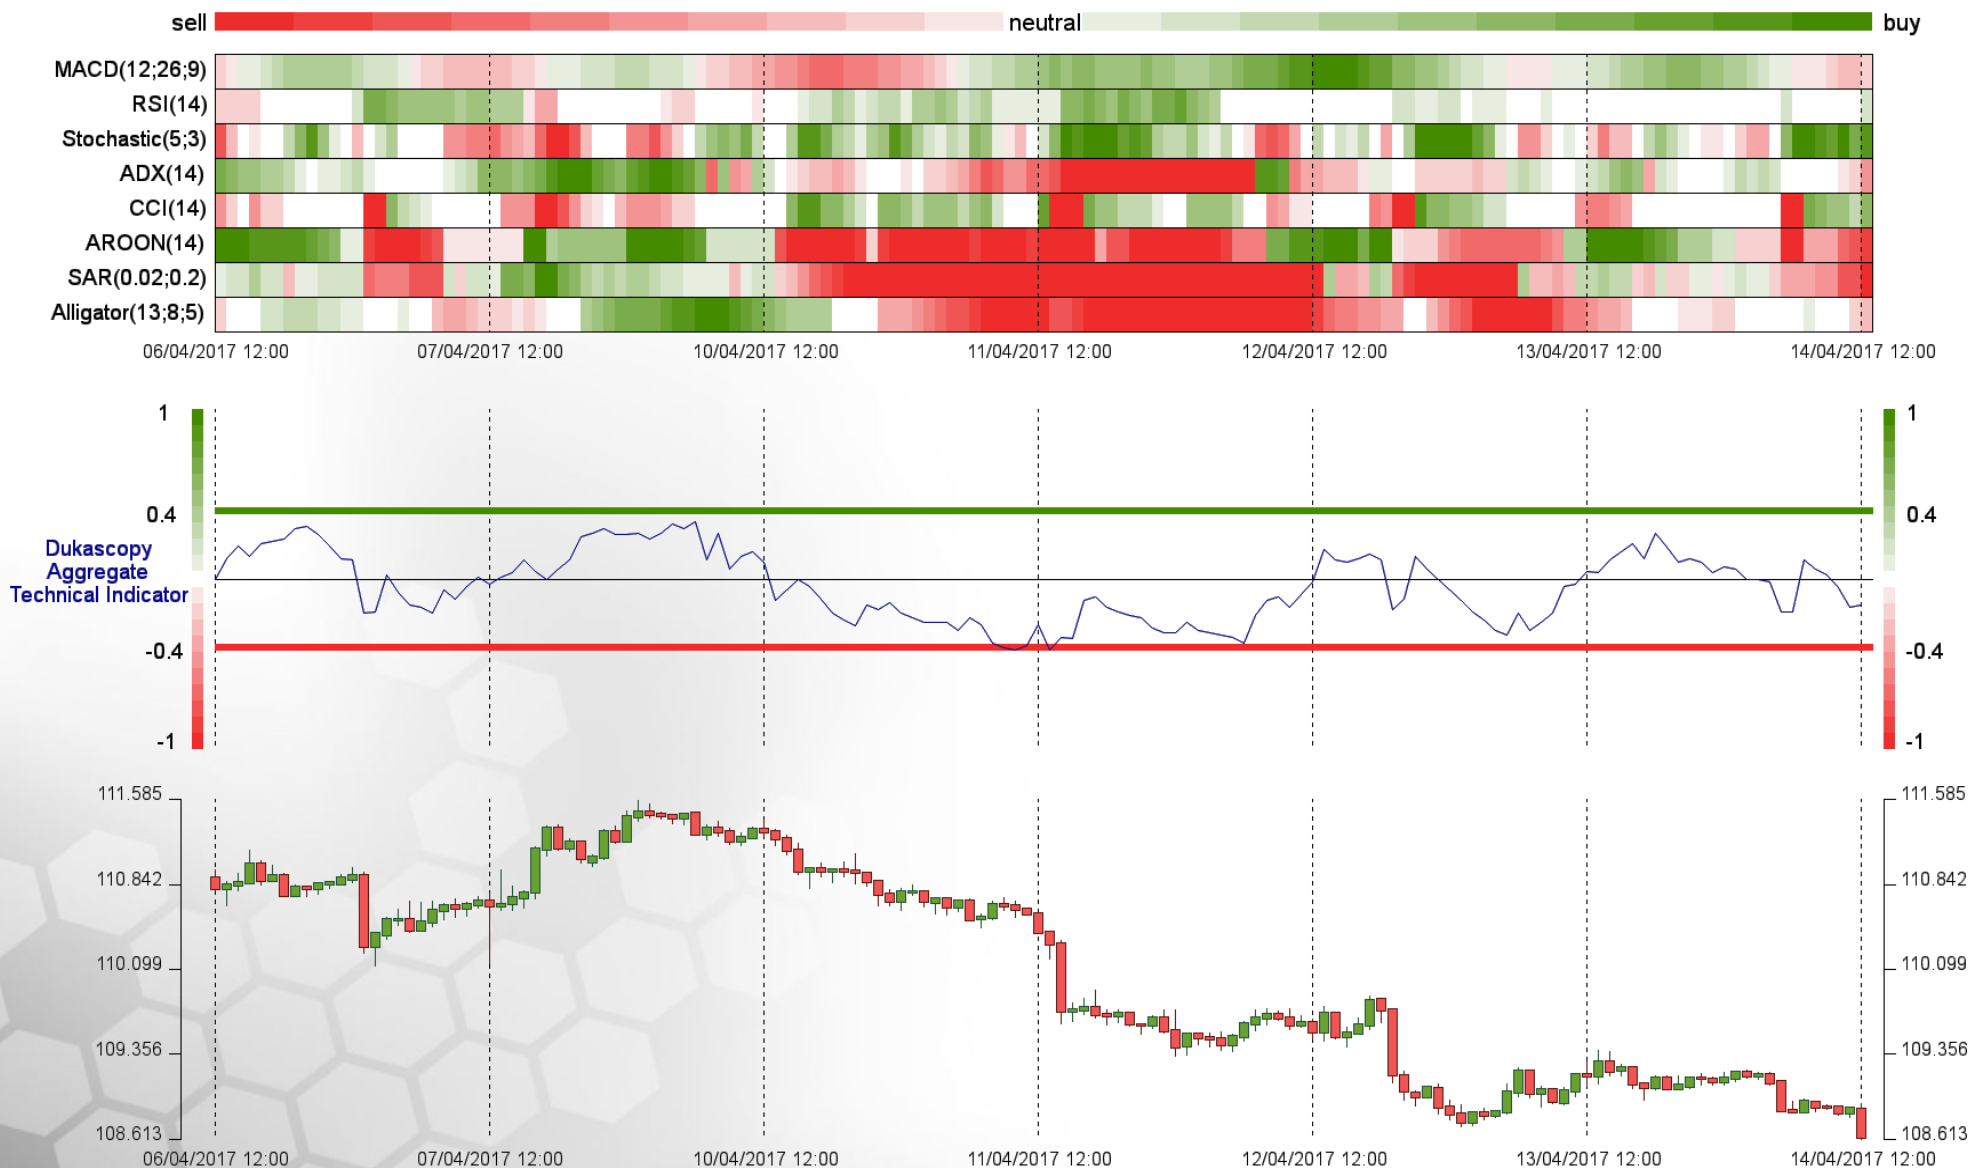 sell neutral buy
MACD(12;26;9)
RSI(14)
Stochastic(5;3)
ADX(14)
CCI(14)
AROON(14)
SAR(0.02;0.2)
Alligator(13;8;5)
06/04/2017 12:00 07/04/2017 12:00 10/04/2017 12:00 11/04/2017 12:00 12/04/2017 12:00 13/04/2017 12:00 14/04/2017 12:00
1 1
0.4 0.4
Dukascopy
Aggregate
Technical Indicator
-0.4 -0.4
-1 -1
111.585 111.585
110.842 110.842
110.099 110.099
109.356 109.356
108.613 108.613
06/04/2017 12:00 07/04/2017 12:00 10/04/2017 12:00 11/04/2017 12:00 12/04/2017 12:00 13/04/2017 12:00 14/04/2017 12:00